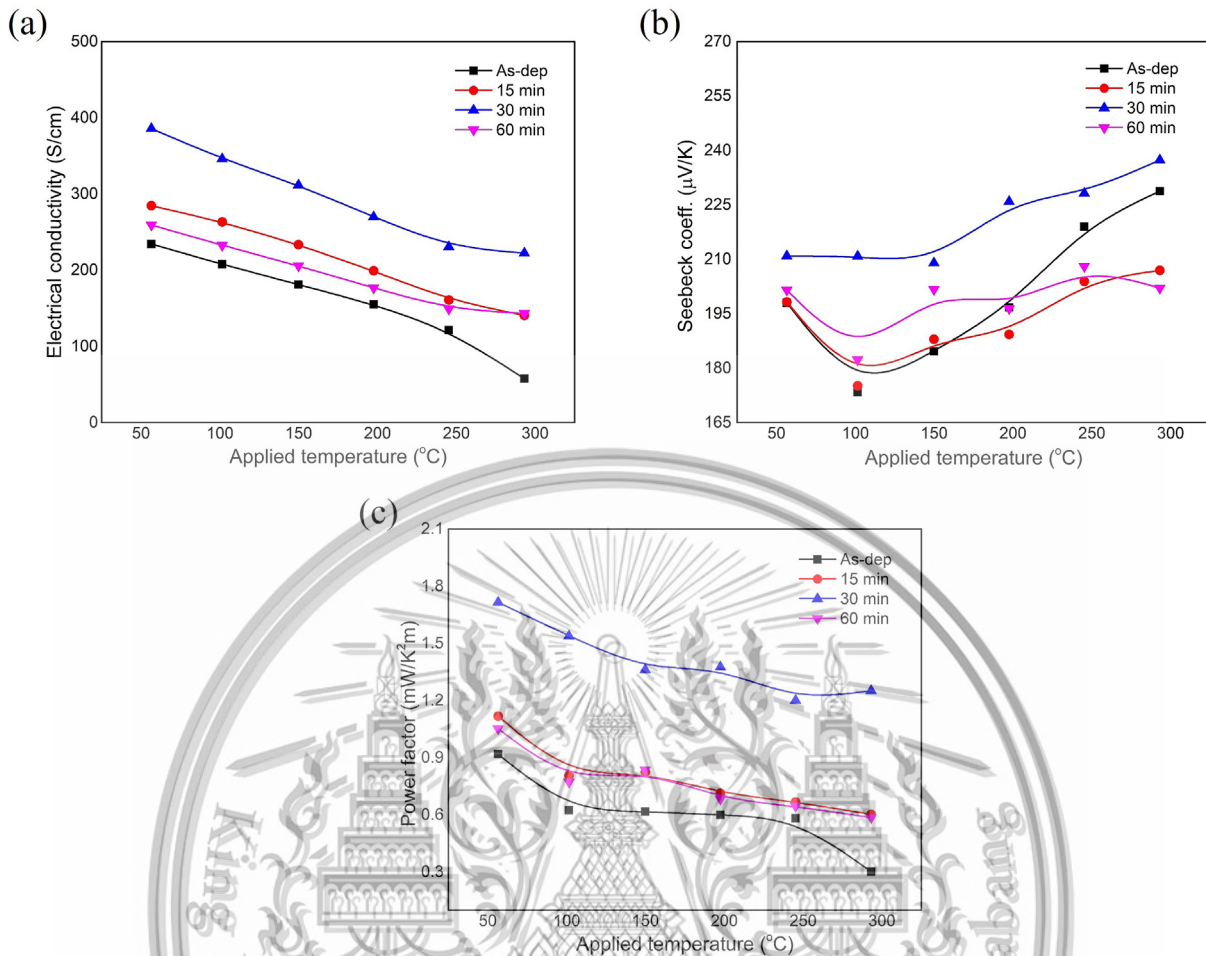 (a)
500
400
300
200
100
0
Electrical conductivity (S/cm)
As-dep
15 min
30 min
60 min
50 100 150 200 250 300
Applied temperature (°C)
(b)
270
255
240
225
210
195
180
165
Seebeck coeff. (μV/K)
As-dep
15 min
30 min
60 min
50 100 150 200 250 300
Applied temperature (°C)
(c)
2.1
1.8
1.5
1.2
0.9
0.6
0.3
Power factor (mW/K²m)
As-dep
15 min
30 min
60 min
50 100 150 200 250 300
Applied temperature (°C)
King